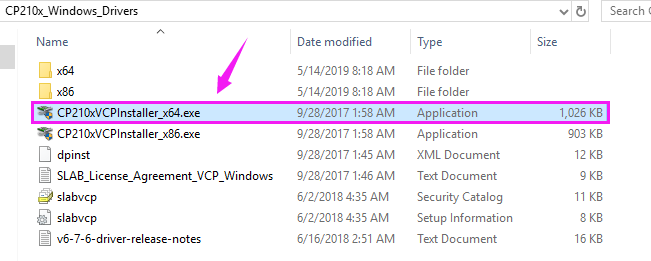 CP210x_Windows_Drivers Search C
Name Date modified Type Size
x64 5/14/2019 8:18 AM File folder
x86 5/14/2019 8:18 AM File folder
CP210xVCPInstaller_x64.exe 9/28/2017 1:58 AM Application 1,026 KB
CP210xVCPInstaller_x86.exe 9/28/2017 1:58 AM Application 903 KB
dpinst 9/28/2017 1:45 AM XML Document 12 KB
SLAB_License_Agreement_VCP_Windows 9/28/2017 1:46 AM Text Document 9 KB
slabvcp 6/2/2018 4:35 AM Security Catalog 11 KB
slabvcp 6/2/2018 4:35 AM Setup Information 8 KB
v6-7-6-driver-release-notes 6/16/2018 2:51 AM Text Document 16 KB